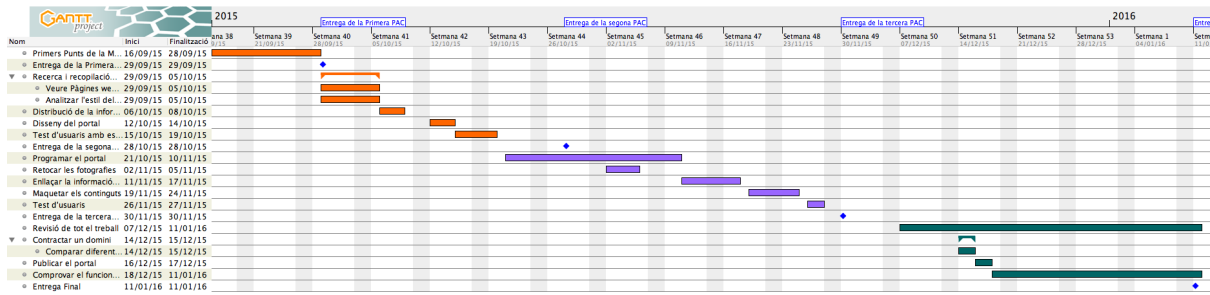 GANTT
project
2015
2016
Entrega de la Primera PAC
Entrega de la segona PAC
Entrega de la tercera PAC
Entre
Nom Inici Finalització
ana 38 Setmana 39 Setmana 40 Setmana 41 Setmana 42 Setmana 43 Setmana 44 Setmana 45 Setmana 46 Setmana 47 Setmana 48 Setmana 49 Setmana 50 Setmana 51 Setmana 52 Setmana 53 Setmana 1 Setm
9/15 21/09/15 28/09/15 05/10/15 12/10/15 19/10/15 26/10/15 02/11/15 09/11/15 16/11/15 23/11/15 30/11/15 07/12/15 14/12/15 21/12/15 28/12/15 04/01/16 11/0
Primers Punts de la M... 16/09/15 28/09/15
Entrega de la Primera... 29/09/15 29/09/15
Recerca i recopilació... 29/09/15 05/10/15
Veure Pàgines we... 29/09/15 05/10/15
Analitzar l'estil del... 29/09/15 05/10/15
Distribució de la infor... 06/10/15 08/10/15
Disseny del portal 12/10/15 14/10/15
Test d'usuaris amb es... 15/10/15 19/10/15
Entrega de la segona... 28/10/15 28/10/15
Programar el portal 21/10/15 10/11/15
Retocar les fotografies 02/11/15 05/11/15
Enllaçar la informació... 11/11/15 17/11/15
Maquetar els continguts 19/11/15 24/11/15
Test d'usuaris 26/11/15 27/11/15
Entrega de la tercera... 30/11/15 30/11/15
Revisió de tot el treball 07/12/15 11/01/16
Contractar un domini 14/12/15 15/12/15
Comparar diferent... 14/12/15 15/12/15
Publicar el portal 16/12/15 17/12/15
Comprovar el funcion... 18/12/15 11/01/16
Entrega Final 11/01/16 11/01/16